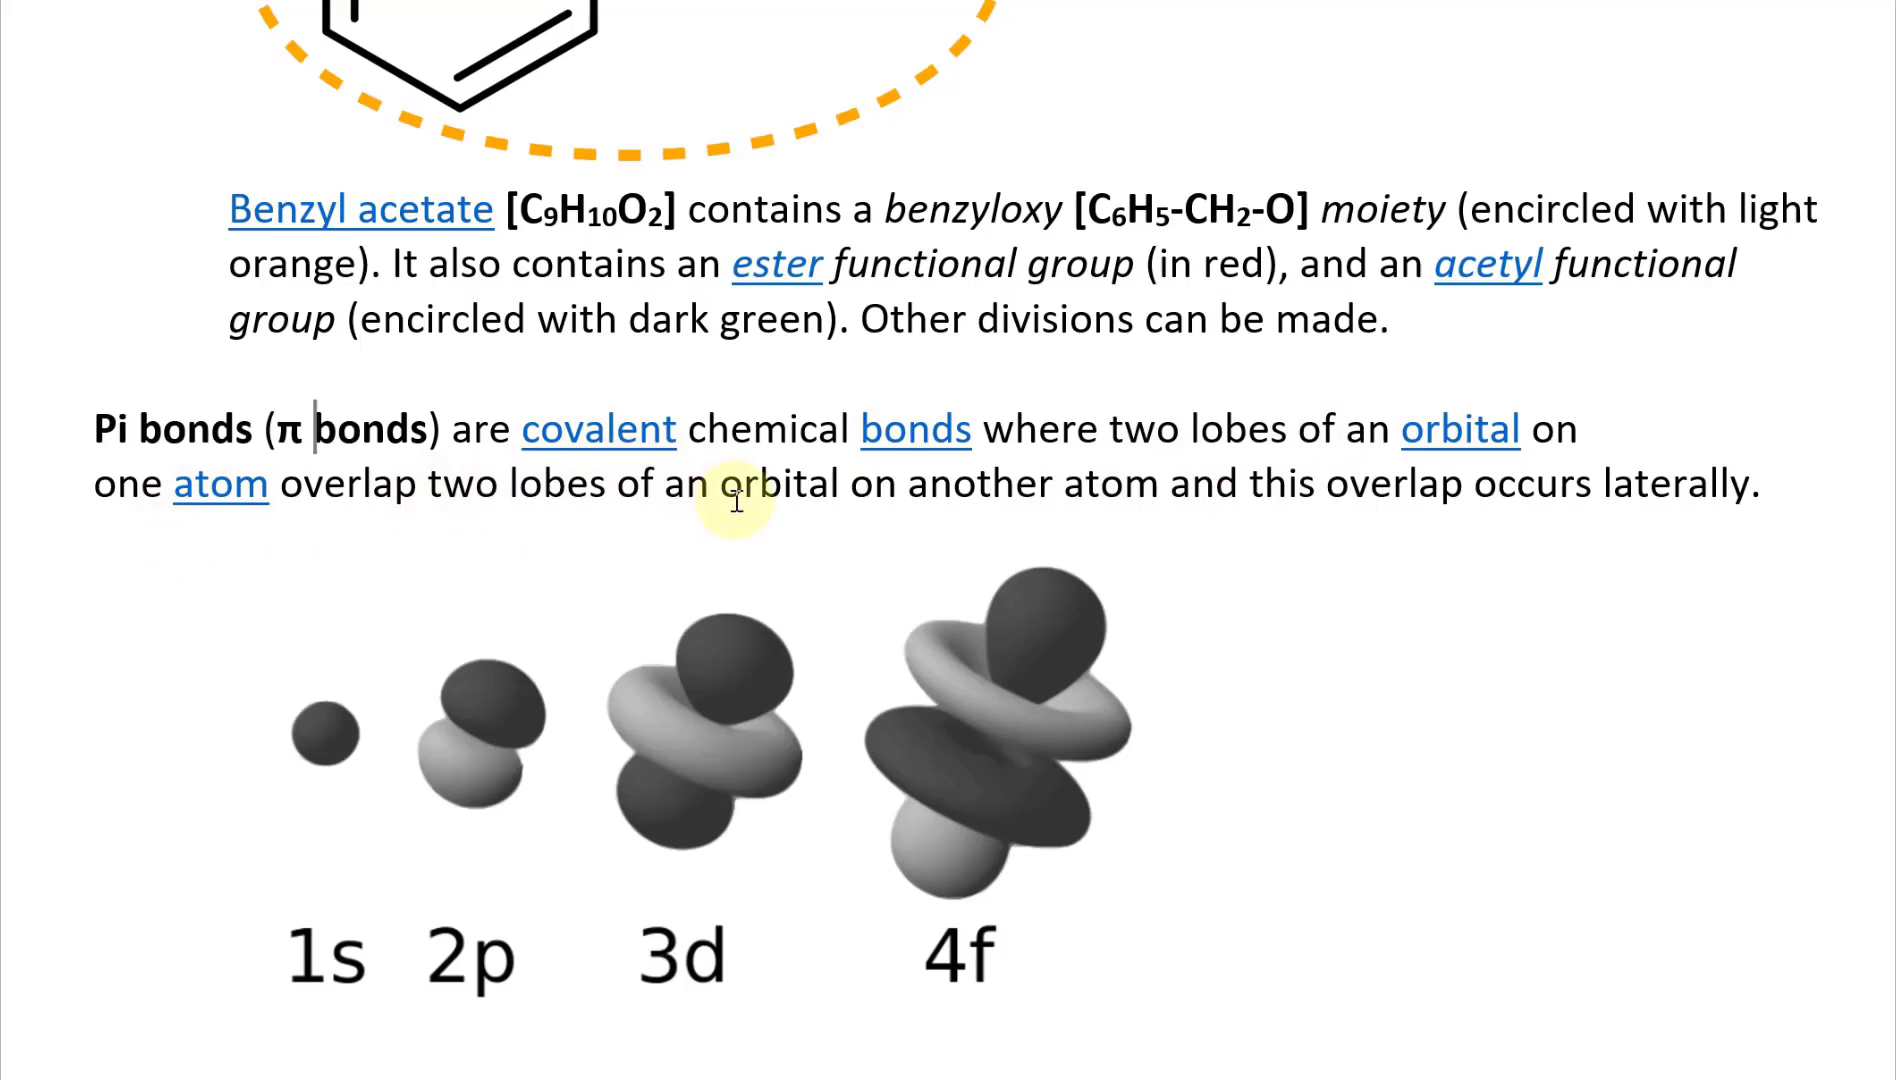 Benzyl acetate [C₉H₁₀O₂] contains a benzyloxy [C₆H₅-CH₂-O] moiety (encircled with light
orange). It also contains an ester functional group (in red), and an acetyl functional
group (encircled with dark green). Other divisions can be made.
Pi bonds (π bonds) are covalent chemical bonds where two lobes of an orbital on
one atom overlap two lobes of an orbital on another atom and this overlap occurs laterally.
1s 2p 3d 4f